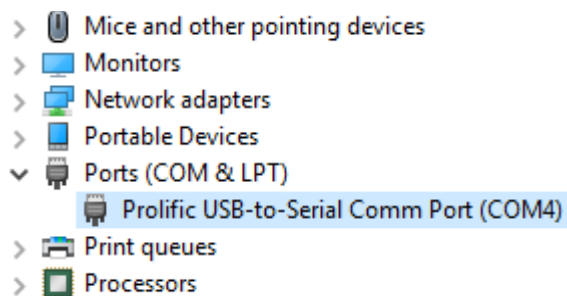 Mice and other pointing devices
Monitors
Network adapters
Portable Devices
Ports (COM & LPT)
Prolific USB-to-Serial Comm Port (COM4)
Print queues
Processors